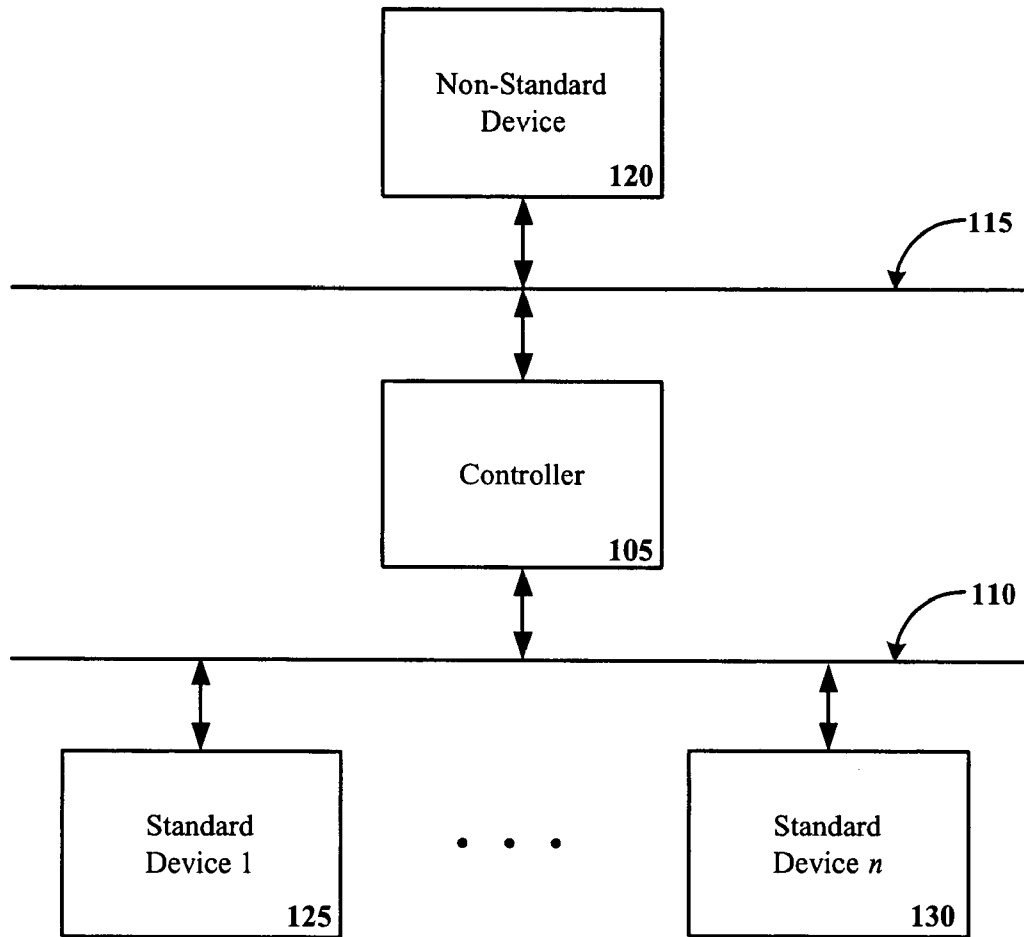 Non-Standard
Device
120
115
Controller
105
110
Standard
Device 1
125
• • •
Standard
Device n
130